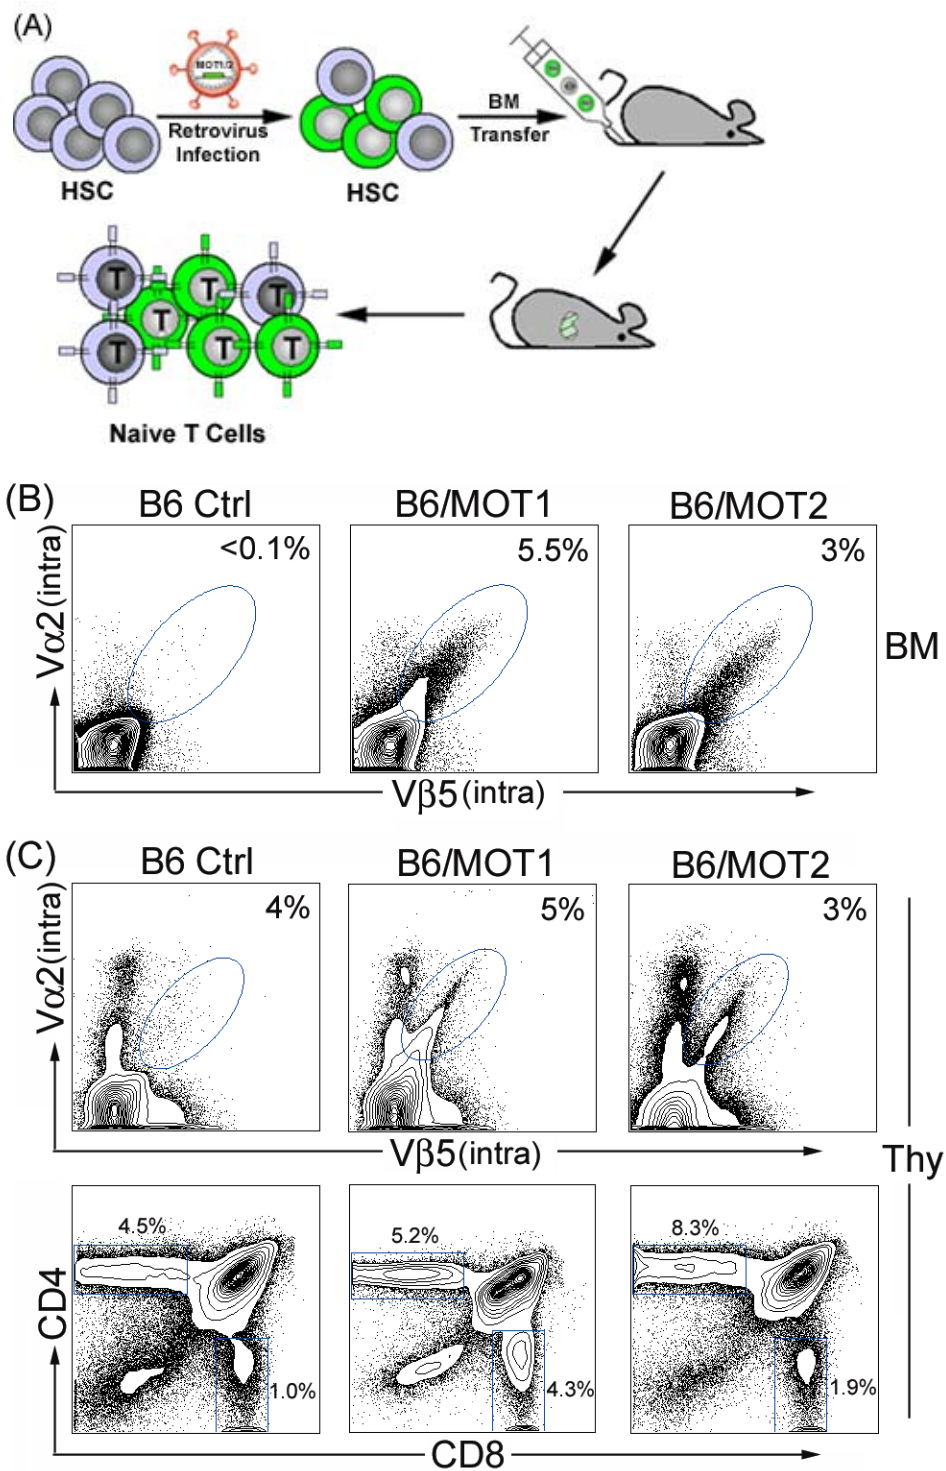 (A)
MOT1/2
Retrovirus
Infection
BM
Transfer
HSC
HSC
T T T T T T T
Naive T Cells
(B)
B6 Ctrl B6/MOT1 B6/MOT2
Vα2(intra)
<0.1% 5.5% 3%
BM
Vβ5(intra)
(C)
B6 Ctrl B6/MOT1 B6/MOT2
Vα2(intra)
4% 5% 3%
Vβ5(intra)
Thy
4.5% 5.2% 8.3%
CD4
1.0% 4.3% 1.9%
CD8